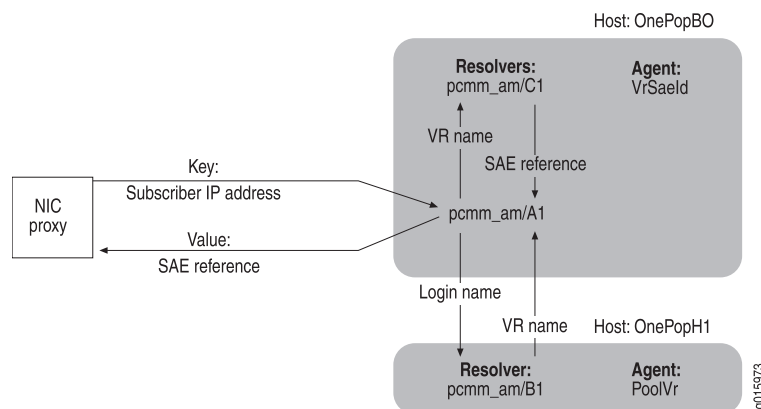 Host: OnePopBO
Resolvers:
pcmm_am/C1
Agent:
VrSaeId
VR name
SAE reference
Key:
Subscriber IP address
NIC
proxy
pcmm_am/A1
Value:
SAE reference
Login name
VR name
Host: OnePopH1
Resolver:
pcmm_am/B1
Agent:
PoolVr
g015973